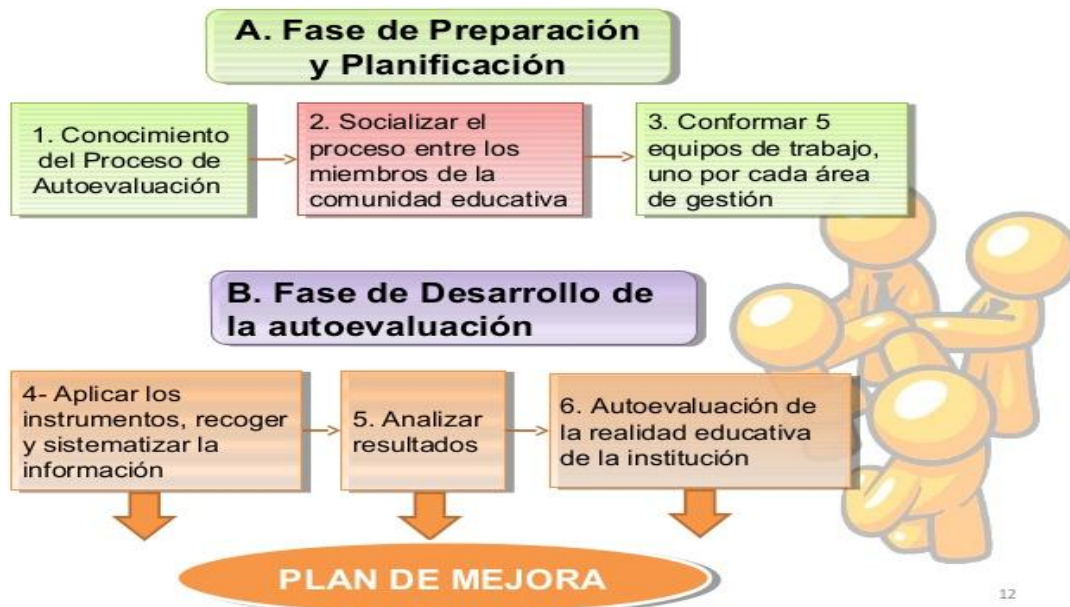 A. Fase de Preparación
y Planificación
1. Conocimiento
del Proceso de
Autoevaluación
2. Socializar el
proceso entre los
miembros de la
comunidad educativa
3. Conformar 5
equipos de trabajo,
uno por cada área
de gestión
B. Fase de Desarrollo de
la autoevaluación
4- Aplicar los
instrumentos, recoger
y sistematizar la
información
5. Analizar
resultados
6. Autoevaluación de
la realidad educativa
de la institución
PLAN DE MEJORA
12